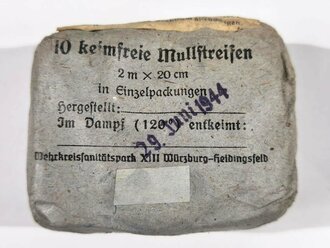 10 keimfreie Mullstreifen
2 m × 20 cm
in Einzelpackungen
Hergestellt:
Im Dampf (120°) entkeimt:
29. Juni 1944
Wehrkreissanitätspark XIII Würzburg-Heidingsfeld